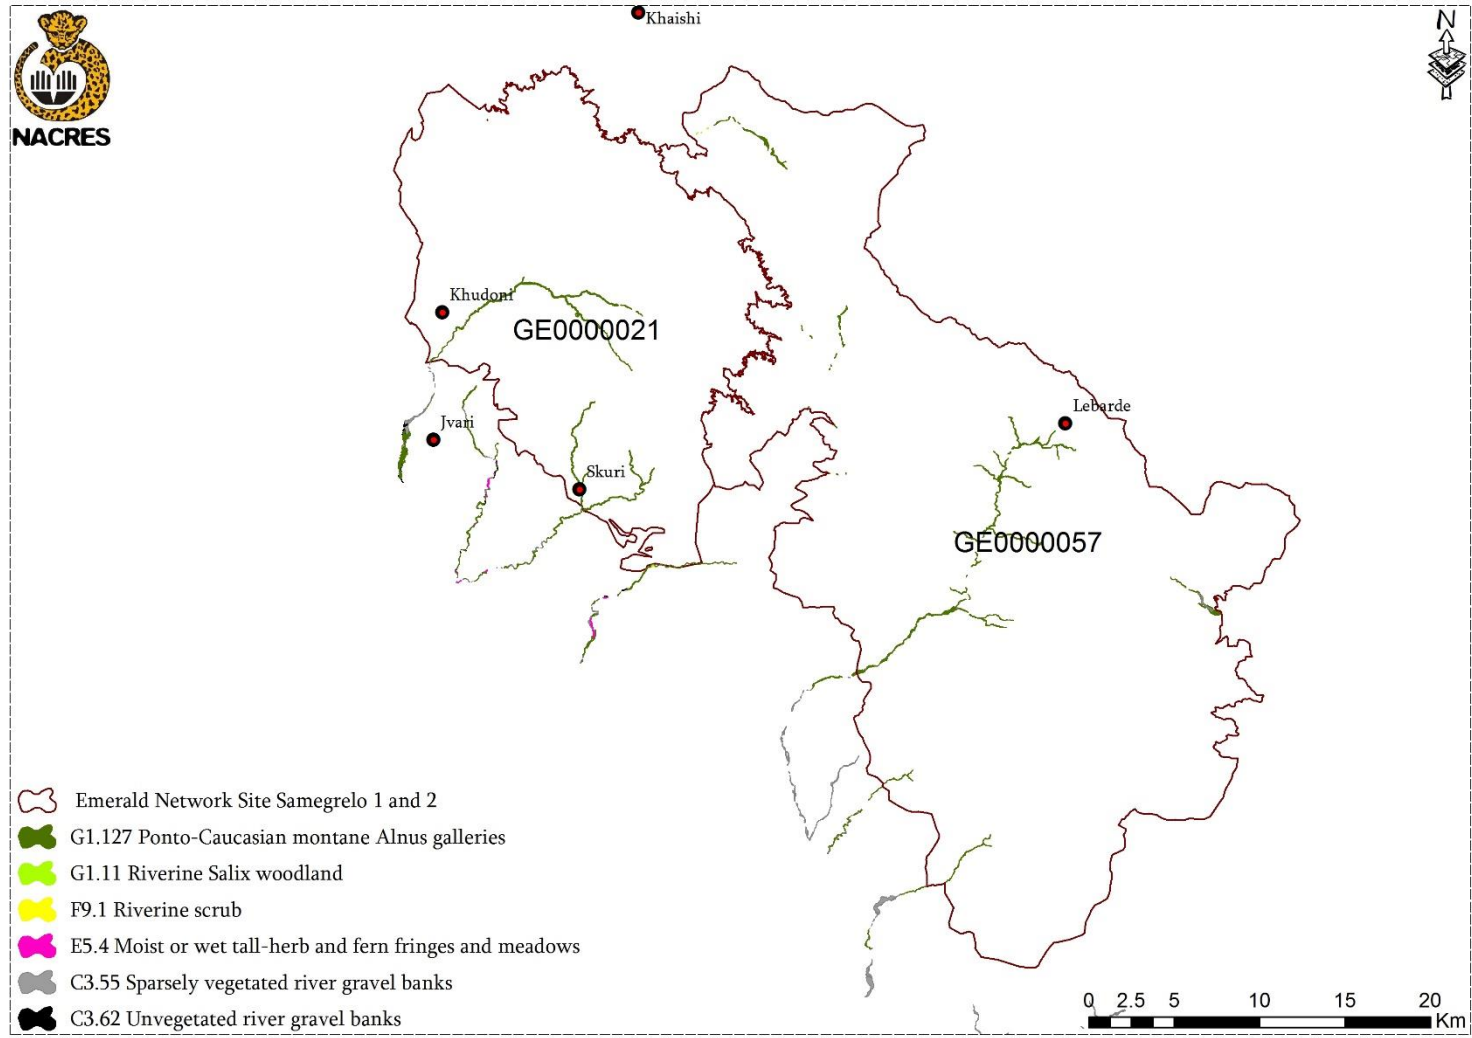 Khaishi
N
NACRES
Khudoni
GE0000021
Jvari
Lebarde
Skuri
GE0000057
Emerald Network Site Samegrelo 1 and 2
G1.127 Ponto-Caucasian montane Alnus galleries
G1.11 Riverine Salix woodland
F9.1 Riverine scrub
E5.4 Moist or wet tall-herb and fern fringes and meadows
C3.55 Sparsely vegetated river gravel banks
C3.62 Unvegetated river gravel banks
0 2.5 5 10 15 20
Km